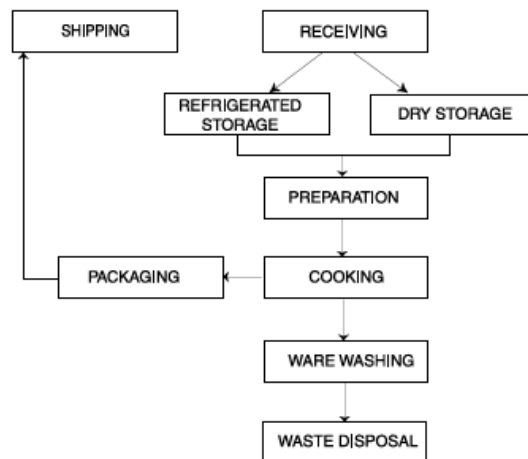 SHIPPING
RECEIVING
REFRIGERATED
STORAGE
DRY STORAGE
PREPARATION
PACKAGING
COOKING
WARE WASHING
WASTE DISPOSAL